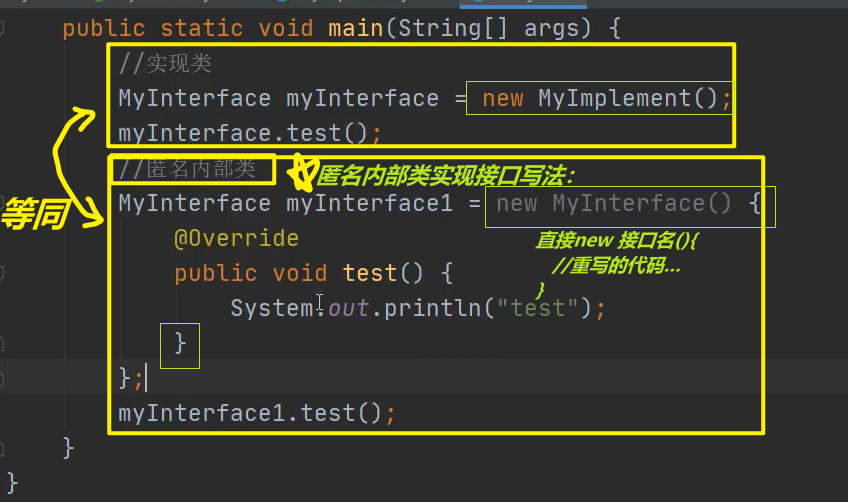 public static void main(String[] args) {
//实现类
MyInterface myInterface = new MyImplement();
myInterface.test();
//匿名内部类
匿名内部类实现接口写法:
等同
MyInterface myInterface1 = new MyInterface() {
@Override
直接new 接口名(){
//重写的代码...
}
public void test() {
System.out.println("test");
}
};
myInterface1.test();
}
}